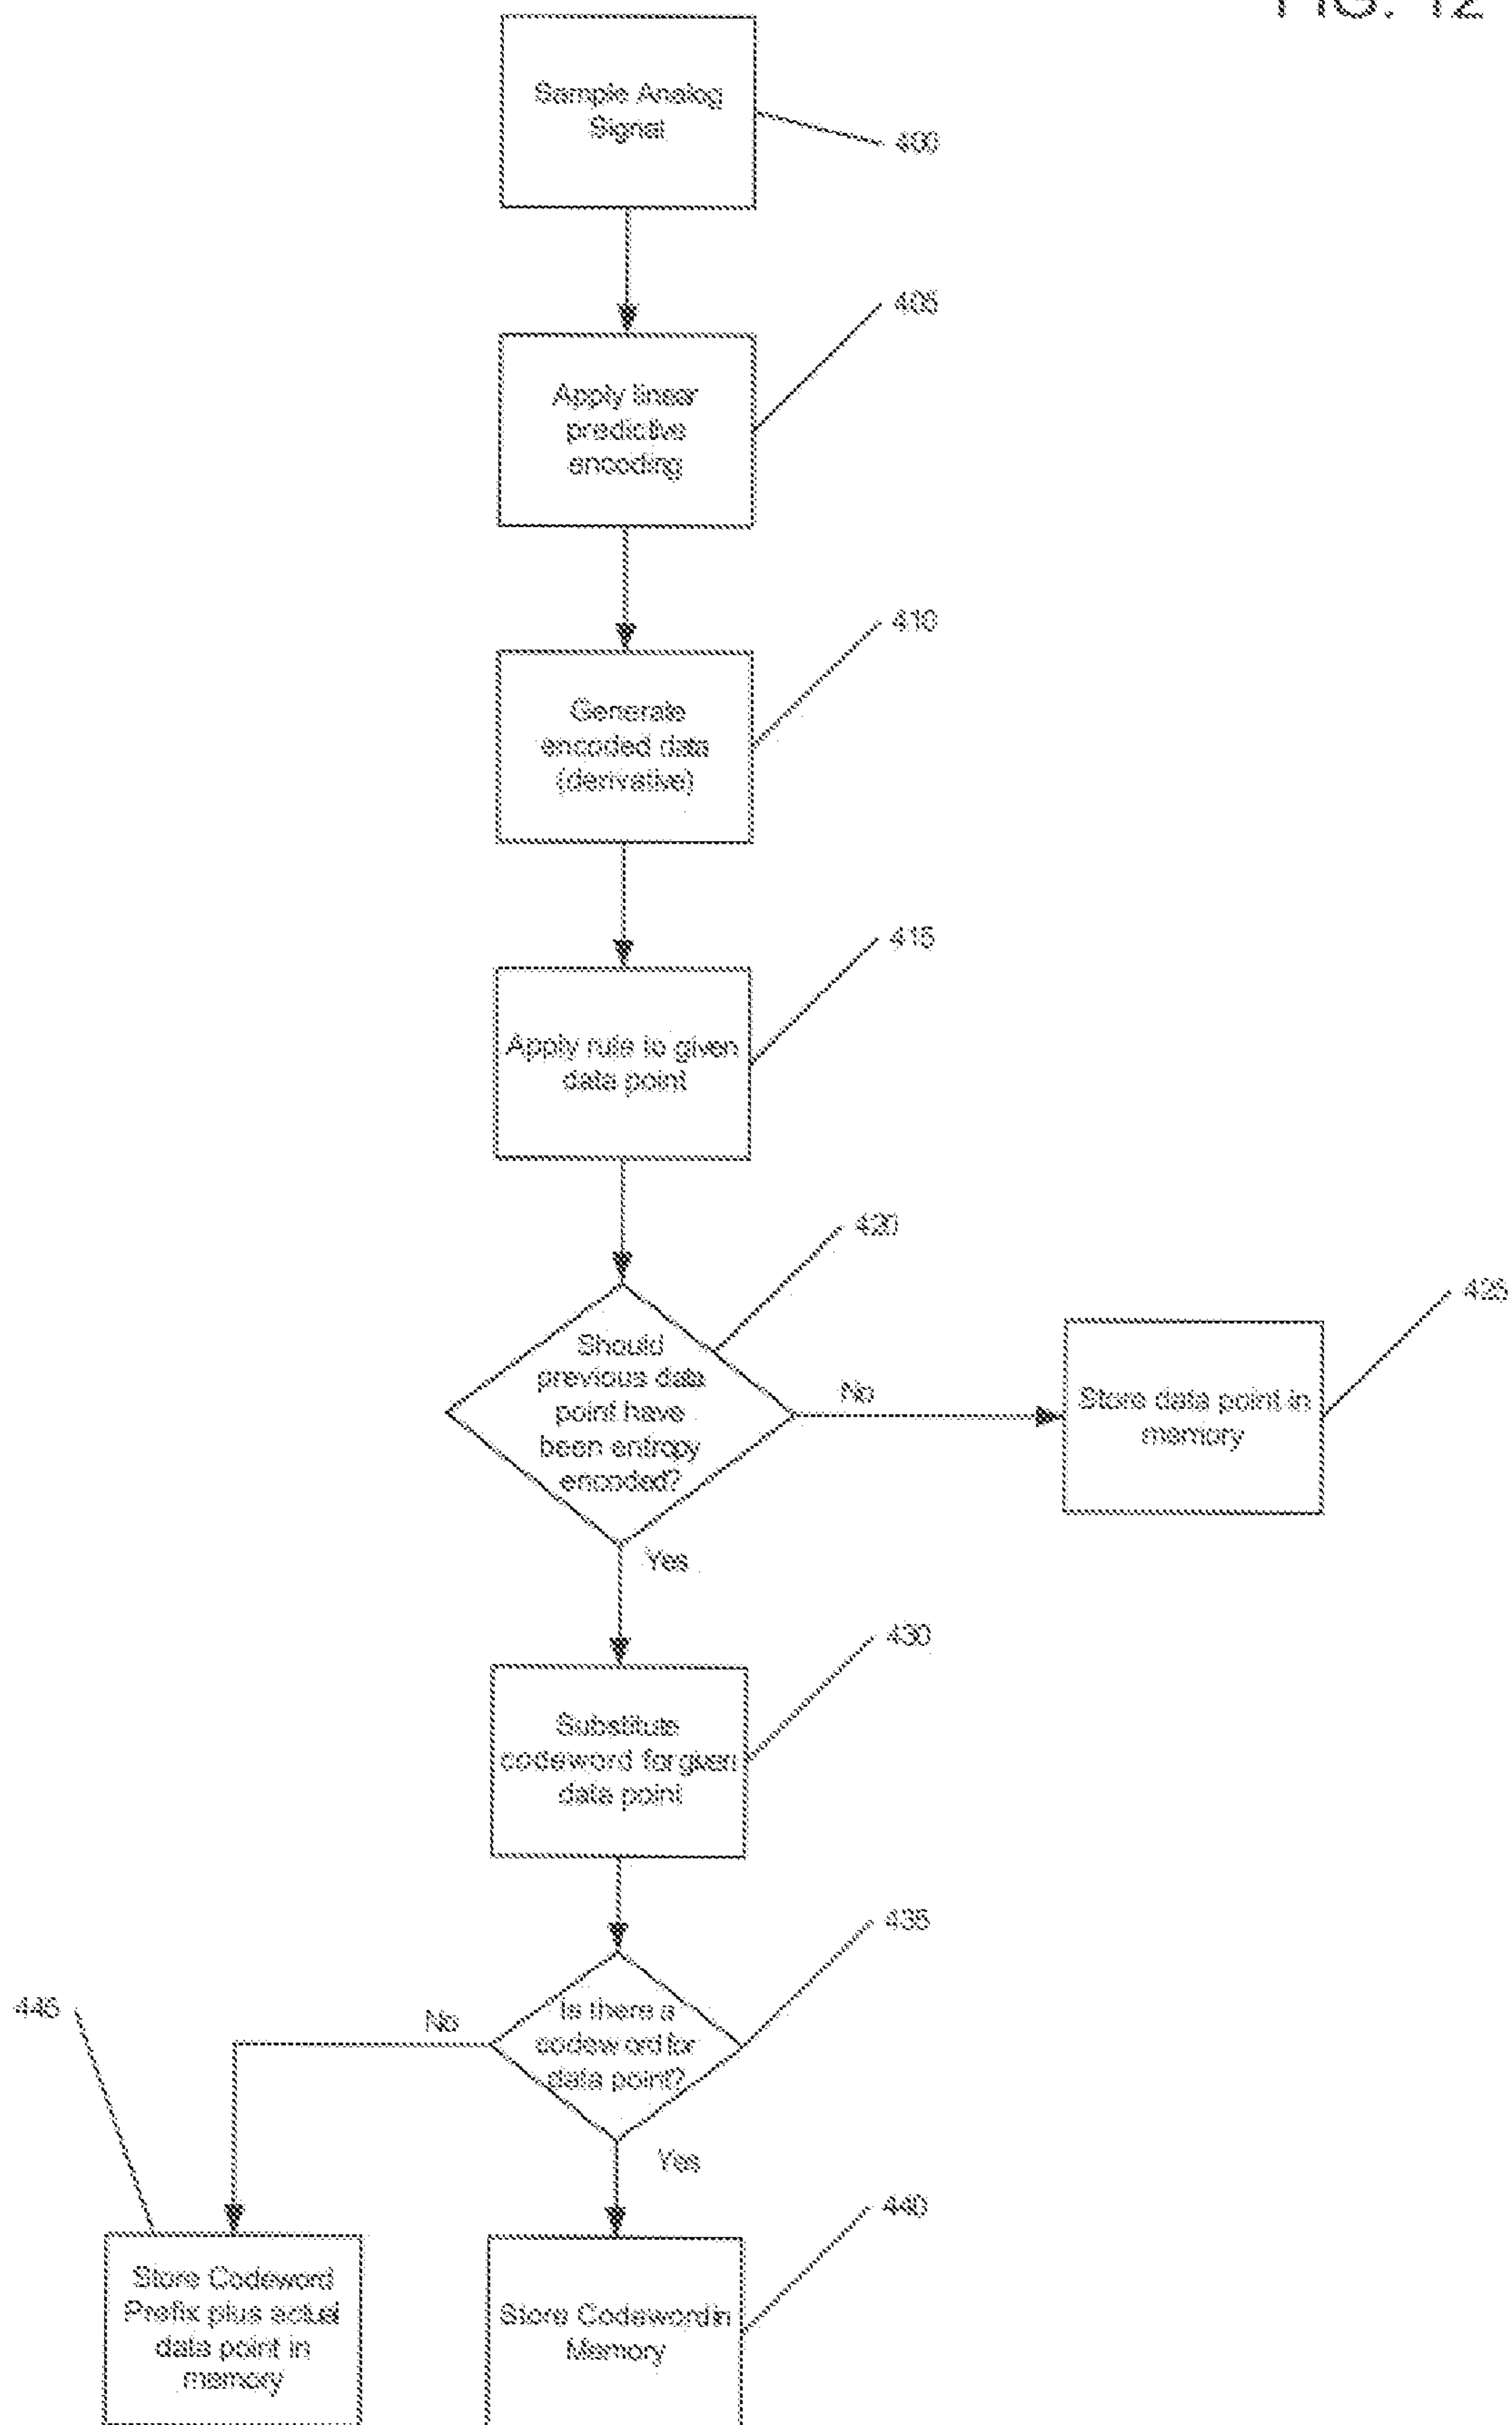 FIG. 12
Sample Analog
Signal
400
405
Apply linear
predictive
encoding
410
Generate
encoded data
(derivative)
415
Apply rule to given
data point
420
425
Should
previous data
point have
been entropy
encoded?
No
Store data point in
memory
Yes
430
Substitute
codeword for given
data point
435
445
No
Is there a
codeword for
data point?
Yes
440
Store Codeword
Prefix plus actual
data point in
memory
Store Codeword in
Memory